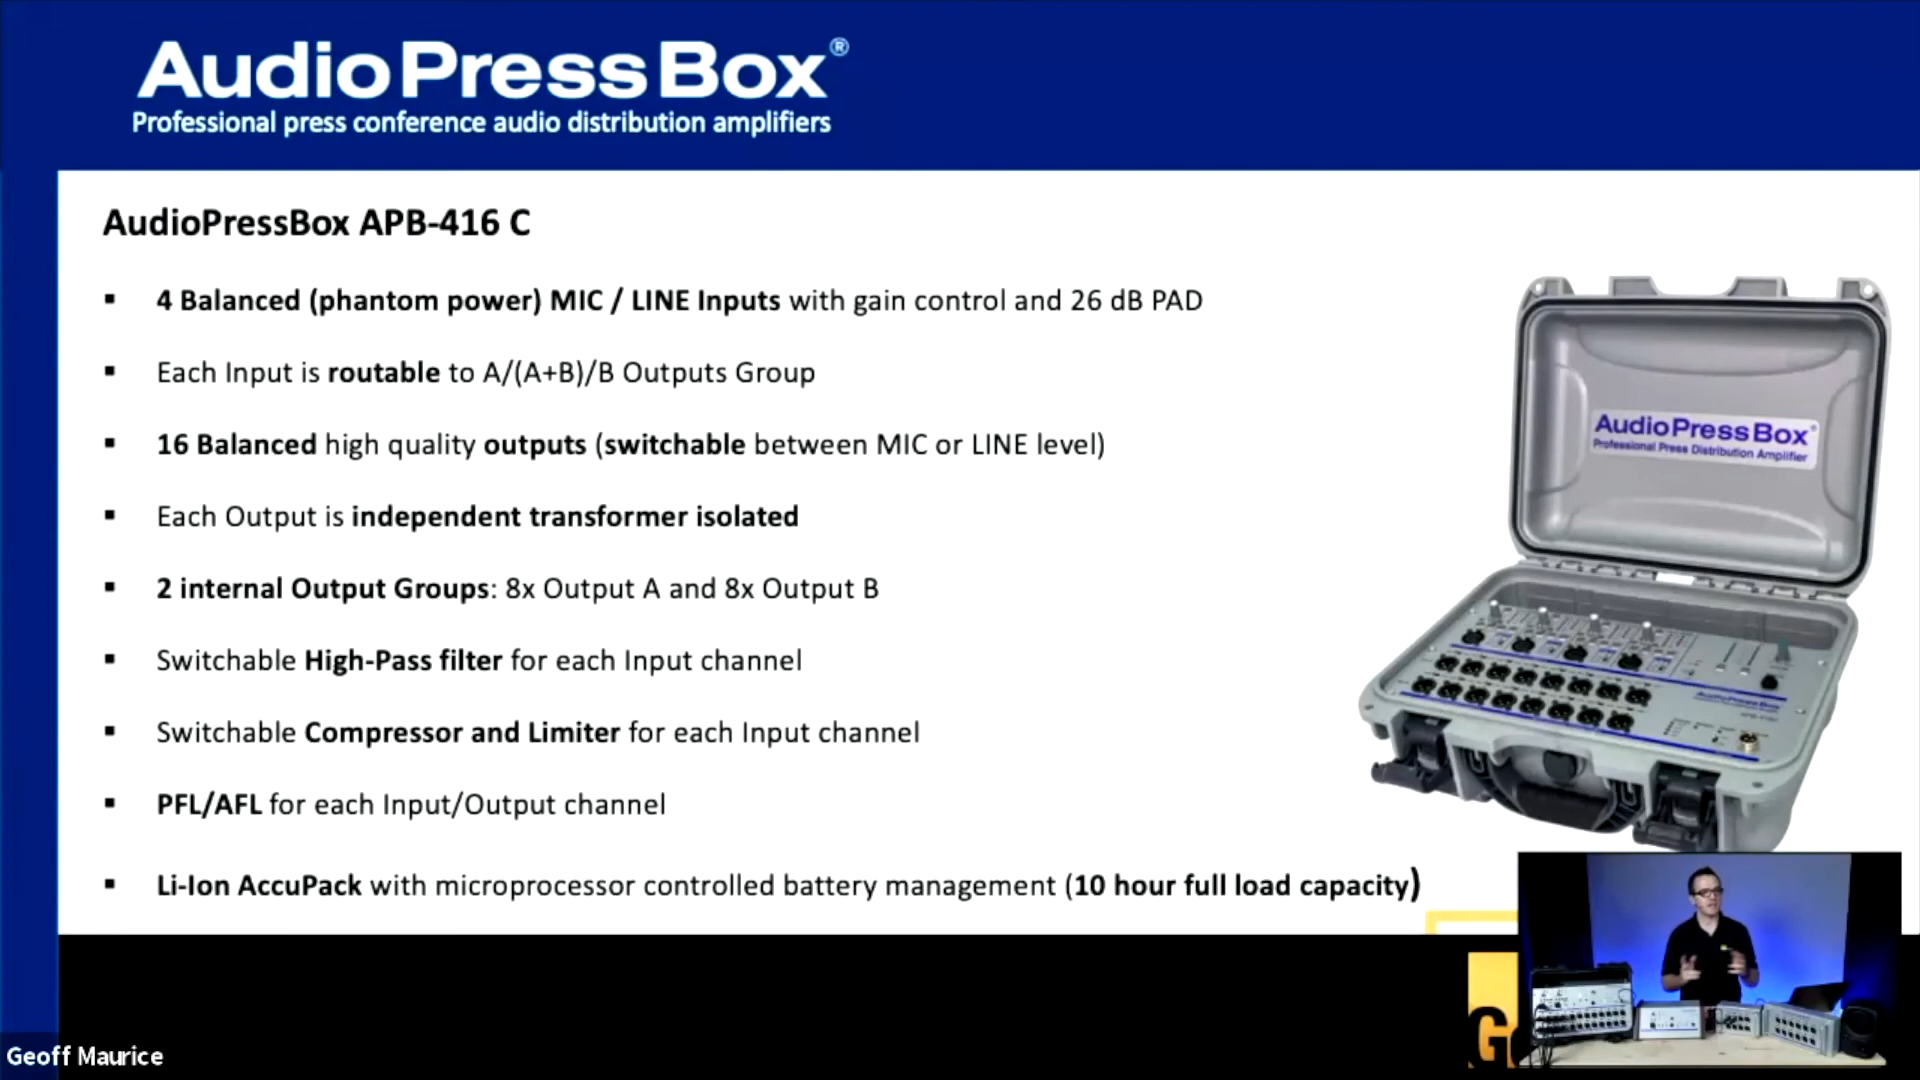 AudioPressBox®
Professional press conference audio distribution amplifiers
AudioPressBox APB-416 C
▪ 4 Balanced (phantom power) MIC / LINE Inputs with gain control and 26 dB PAD
▪ Each Input is routable to A/(A+B)/B Outputs Group
▪ 16 Balanced high quality outputs (switchable between MIC or LINE level)
▪ Each Output is independent transformer isolated
▪ 2 internal Output Groups: 8x Output A and 8x Output B
▪ Switchable High-Pass filter for each Input channel
▪ Switchable Compressor and Limiter for each Input channel
▪ PFL/AFL for each Input/Output channel
▪ Li-Ion AccuPack with microprocessor controlled battery management (10 hour full load capacity)
AudioPressBox®
Professional Press Distribution Amplifier
AudioPressBox
G
Geoff Maurice